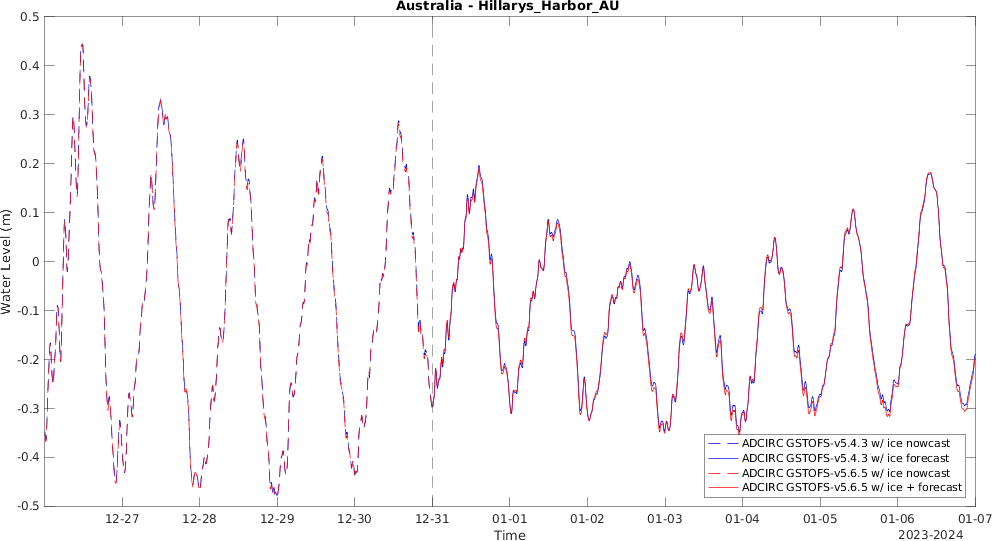 Australia - Hillarys_Harbor_AU
0.5
0.4
0.3
0.2
0.1
0
-0.1
-0.2
-0.3
-0.4
-0.5
Water Level (m)
ADCIRC GSTOFS-v5.4.3 w/ ice nowcast
ADCIRC GSTOFS-v5.4.3 w/ ice forecast
ADCIRC GSTOFS-v5.6.5 w/ ice nowcast
ADCIRC GSTOFS-v5.6.5 w/ ice + forecast
12-27 12-28 12-29 12-30 12-31 01-01 01-02 01-03 01-04 01-05 01-06 01-07
Time
2023-2024